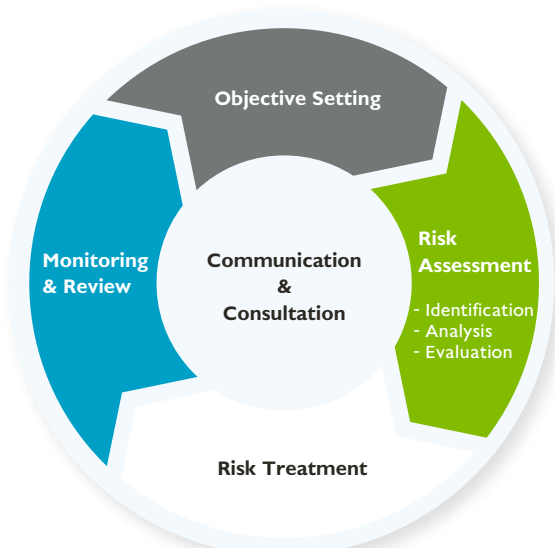 Objective Setting
Risk
Assessment
- Identification
- Analysis
- Evaluation
Risk Treatment
Monitoring
& Review
Communication
&
Consultation